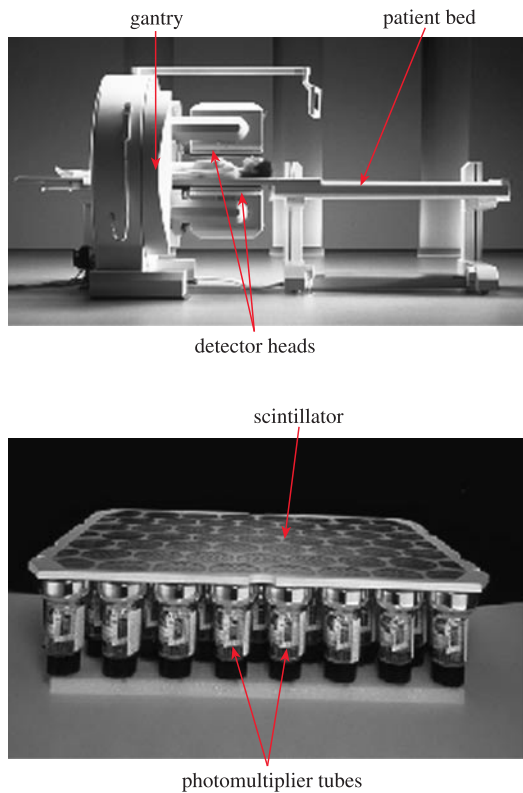 gantry
patient bed
detector heads
scintillator
photomultiplier tubes